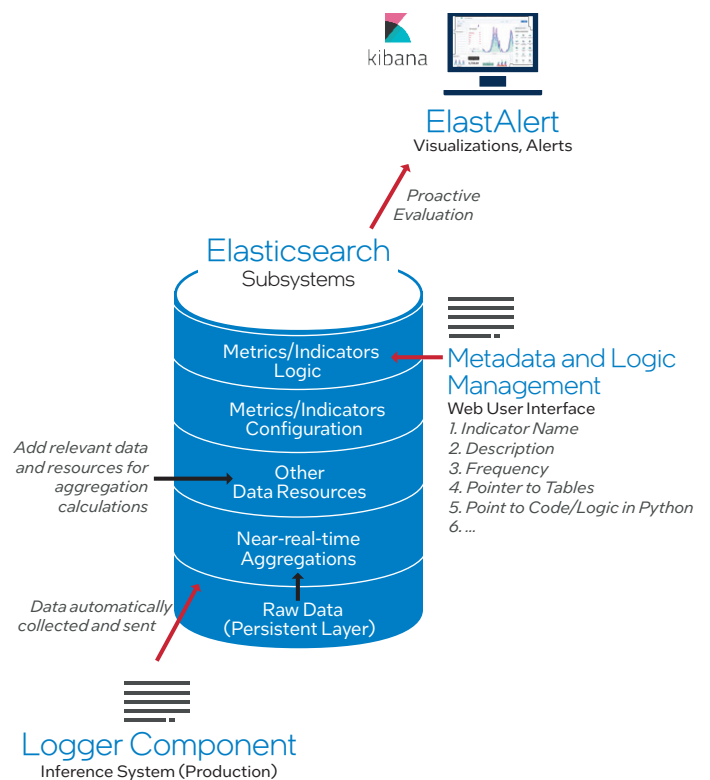 kibana
ElastAlert
Visualizations, Alerts
Proactive
Evaluation
Elasticsearch
Subsystems
Metrics/Indicators
Logic
Metadata and Logic
Management
Web User Interface
1. Indicator Name
2. Description
3. Frequency
4. Pointer to Tables
5. Point to Code/Logic in Python
6. ...
Metrics/Indicators
Configuration
Add relevant data
and resources for
aggregation
calculations
Other
Data Resources
Near-real-time
Aggregations
Data automatically
collected and sent
Raw Data
(Persistent Layer)
Logger Component
Inference System (Production)